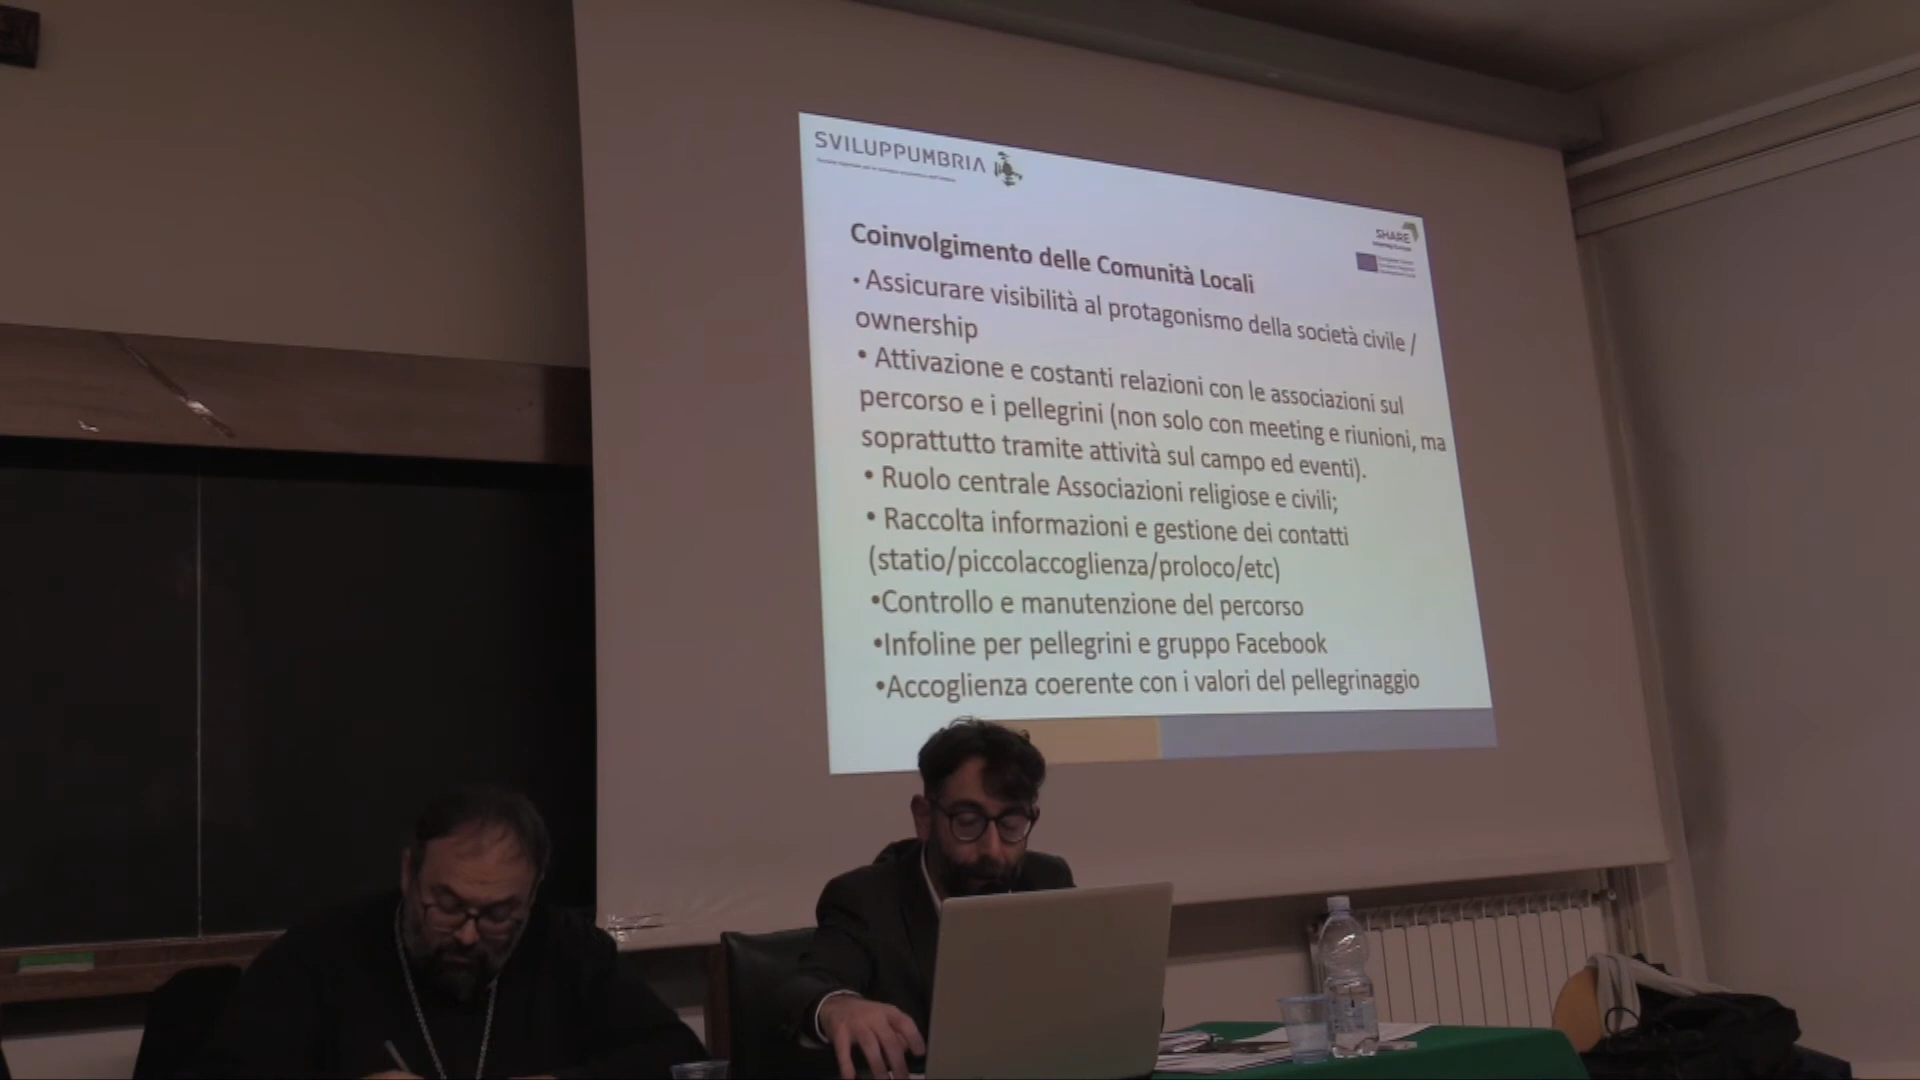 SVILUPPUMBRIA
SHARE
Coinvolgimento delle Comunità Locali
• Assicurare visibilità al protagonismo della società civile /
ownership
• Attivazione e costanti relazioni con le associazioni sul
percorso e i pellegrini (non solo con meeting e riunioni, ma
soprattutto tramite attività sul campo ed eventi).
• Ruolo centrale Associazioni religiose e civili;
• Raccolta informazioni e gestione dei contatti
(statio/piccolaccoglienza/proloco/etc)
•Controllo e manutenzione del percorso
•Infoline per pellegrini e gruppo Facebook
•Accoglienza coerente con i valori del pellegrinaggio